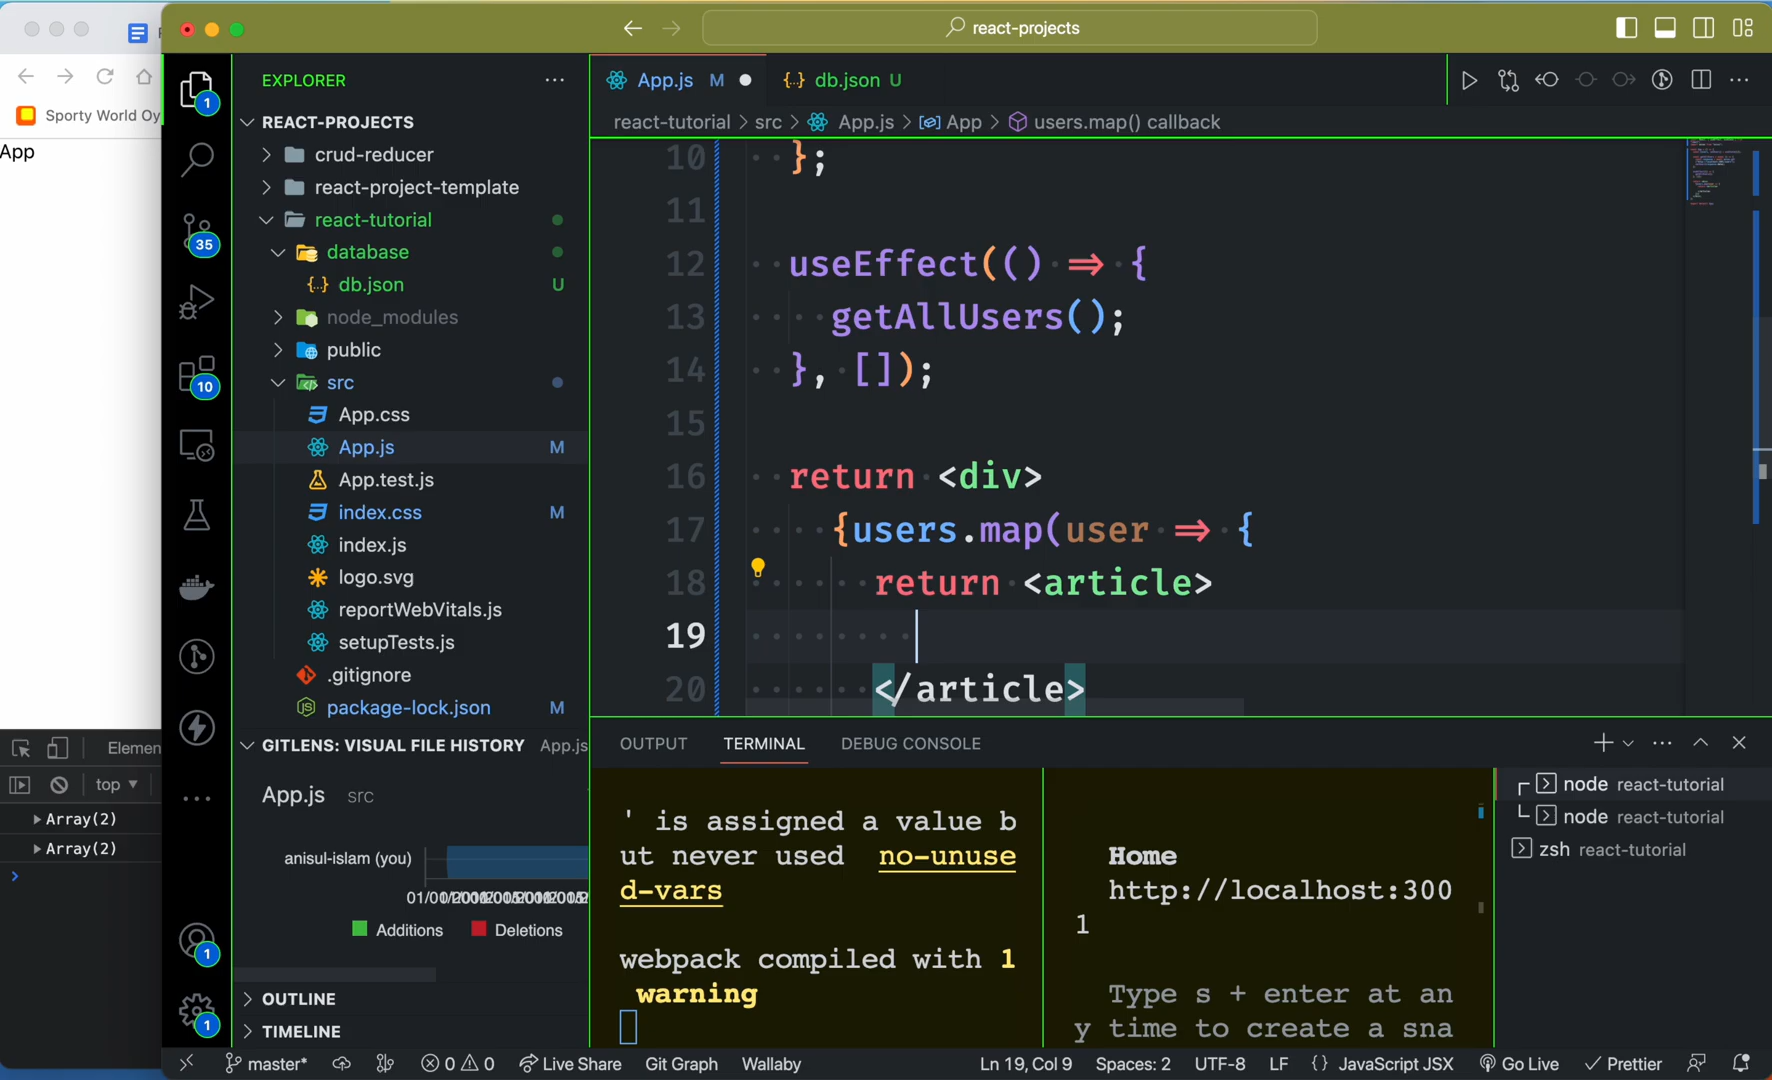 react-projects
Sporty World Oy
App
Elemen
top
Array(2)
Array(2)
EXPLORER
REACT-PROJECTS
crud-reducer
react-project-template
react-tutorial
database
{..} db.json U
node_modules
public
src
App.css
App.js M
App.test.js
index.css M
index.js
logo.svg
reportWebVitals.js
setupTests.js
.gitignore
package-lock.json M
GITLENS: VISUAL FILE HISTORY App.js
App.js src
anisul-islam (you)
Additions Deletions
OUTLINE
TIMELINE
1
35
10
1
1
App.js M {..} db.json U
react-tutorial > src > App.js > App > users.map() callback
10 };
11
12 useEffect(() => {
13 getAllUsers();
14 }, []);
15
16 return <div>
17 {users.map(user => {
18 return <article>
19
20 </article>
OUTPUT TERMINAL DEBUG CONSOLE
' is assigned a value b
ut never used no-unuse
d-vars
webpack compiled with 1
warning
Home
http://localhost:300
1
Type s + enter at an
y time to create a sna
node react-tutorial
node react-tutorial
zsh react-tutorial
master* 0 0 Live Share Git Graph Wallaby Ln 19, Col 9 Spaces: 2 UTF-8 LF {} JavaScript JSX Go Live Prettier